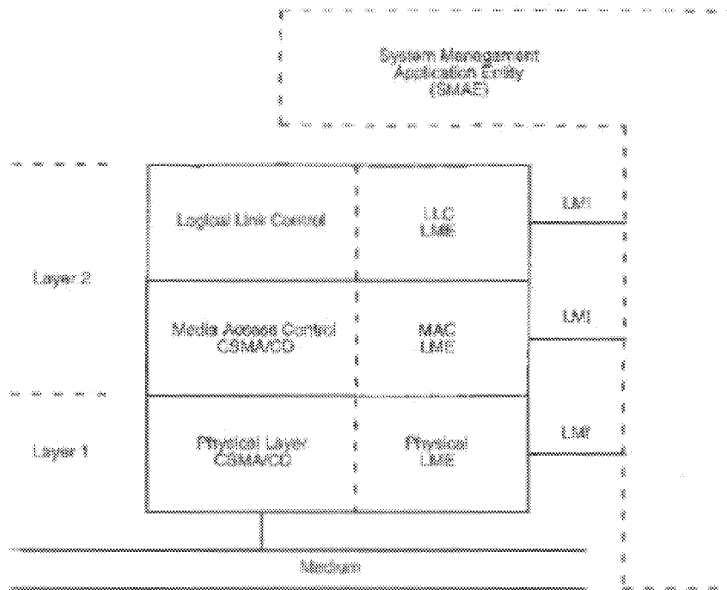 System Management
Application Entity
(SMAE)
Logical Link Control
LLC
LME
LMI
Layer 2
Media Access Control
CSMA/CD
MAC
LME
LMI
Layer 1
Physical Layer
CSMA/CD
Physical
LME
LMI
Medium